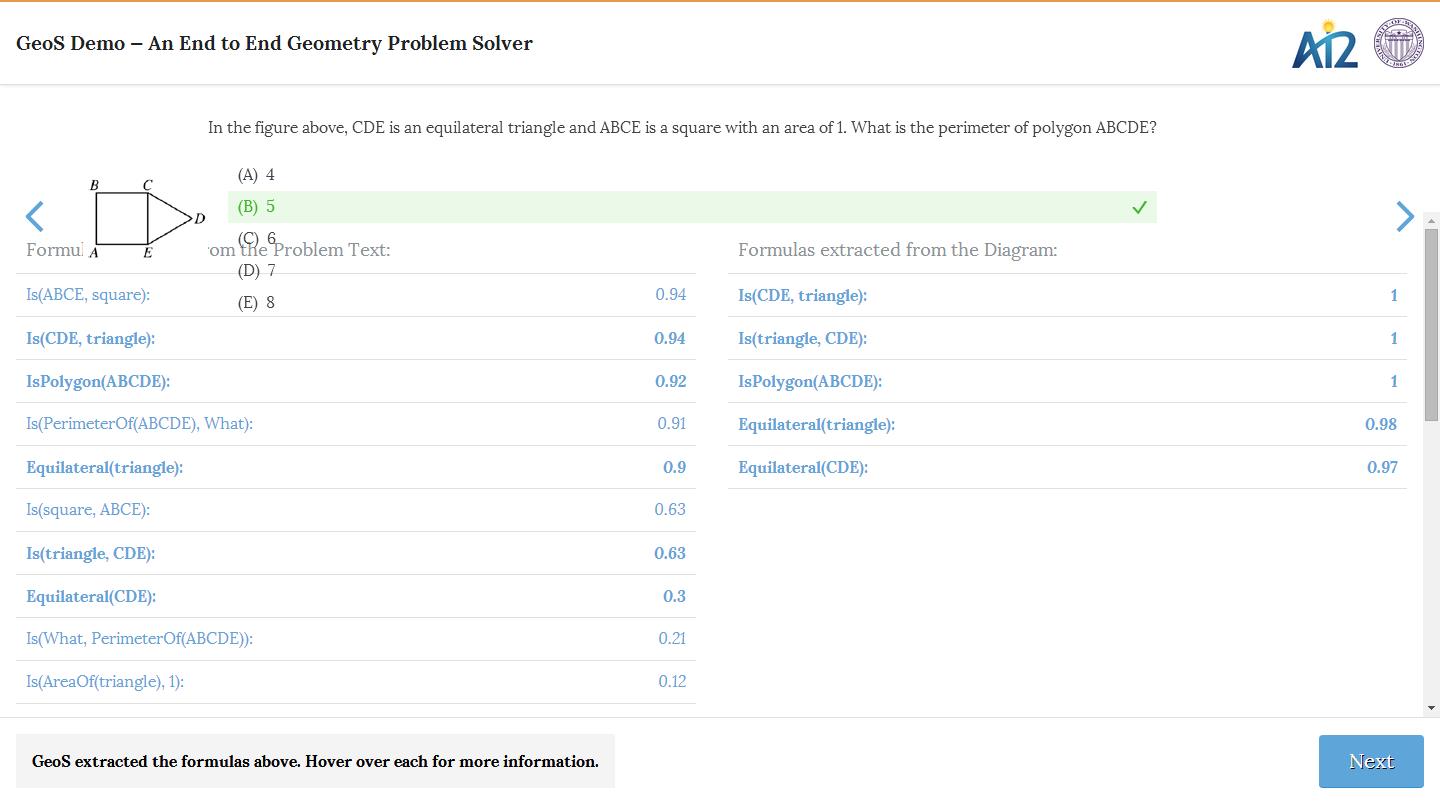 GeoS Demo – An End to End Geometry Problem Solver
Ai2
In the figure above, CDE is an equilateral triangle and ABCE is a square with an area of 1. What is the perimeter of polygon ABCDE?
B C
D
A E
(A) 4
(B) 5
(C) 6
(D) 7
(E) 8
Formul om the Problem Text:
Is(ABCE, square): 0.94
Is(CDE, triangle): 0.94
IsPolygon(ABCDE): 0.92
Is(PerimeterOf(ABCDE), What): 0.91
Equilateral(triangle): 0.9
Is(square, ABCE): 0.63
Is(triangle, CDE): 0.63
Equilateral(CDE): 0.3
Is(What, PerimeterOf(ABCDE)): 0.21
Is(AreaOf(triangle), 1): 0.12
Formulas extracted from the Diagram:
Is(CDE, triangle): 1
Is(triangle, CDE): 1
IsPolygon(ABCDE): 1
Equilateral(triangle): 0.98
Equilateral(CDE): 0.97
GeoS extracted the formulas above. Hover over each for more information.
Next